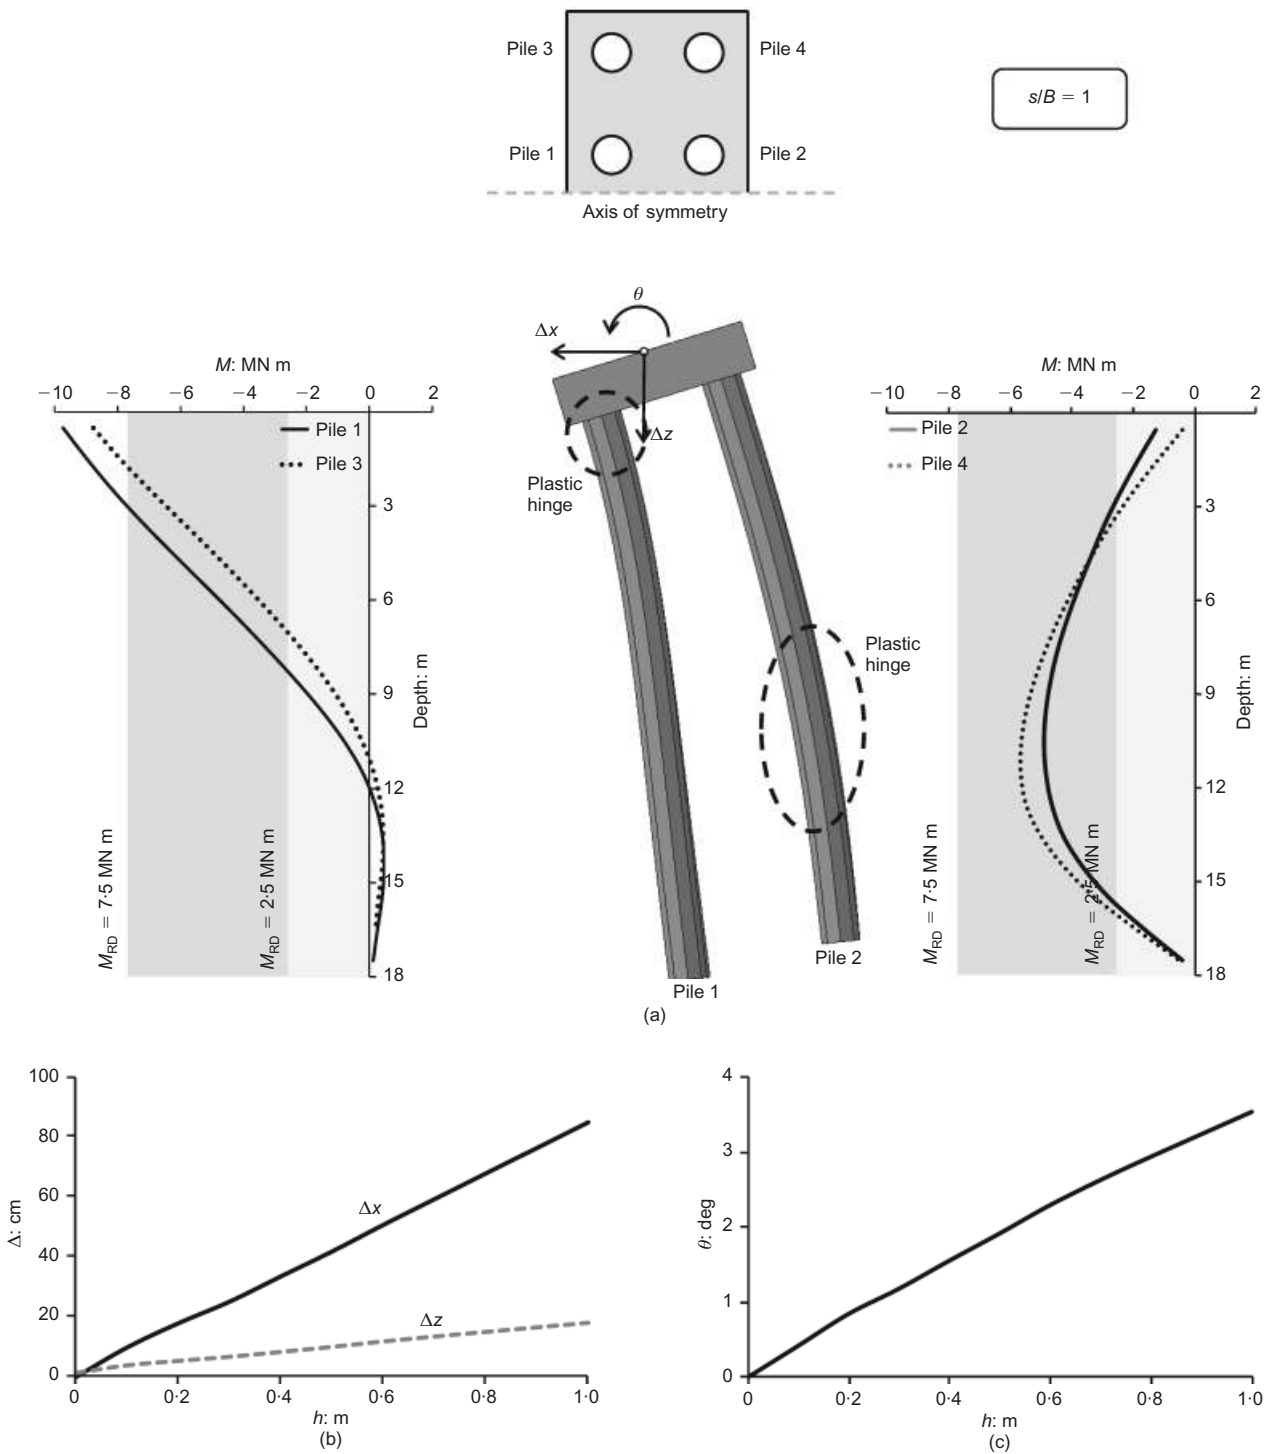 Pile 3
Pile 4
s/B = 1
Pile 1
Pile 2
Axis of symmetry
θ
Δx
M: MN m
−10
−8
−6
−4
−2
0
2
Pile 1
Pile 3
3
6
9
12
15
18
Depth: m
M_RD = 7·5 MN m
M_RD = 2·5 MN m
Δz
Plastic
hinge
Plastic
hinge
Pile 1
Pile 2
(a)
M: MN m
−10
−8
−6
−4
−2
0
2
Pile 2
Pile 4
3
6
9
12
15
18
Depth: m
M_RD = 7·5 MN m
M_RD = 2·5 MN m
100
80
60
40
20
0
Δ: cm
Δx
Δz
0
0·2
0·4
0·6
0·8
1·0
h: m
(b)
4
3
2
1
0
θ: deg
0
0·2
0·4
0·6
0·8
1·0
h: m
(c)